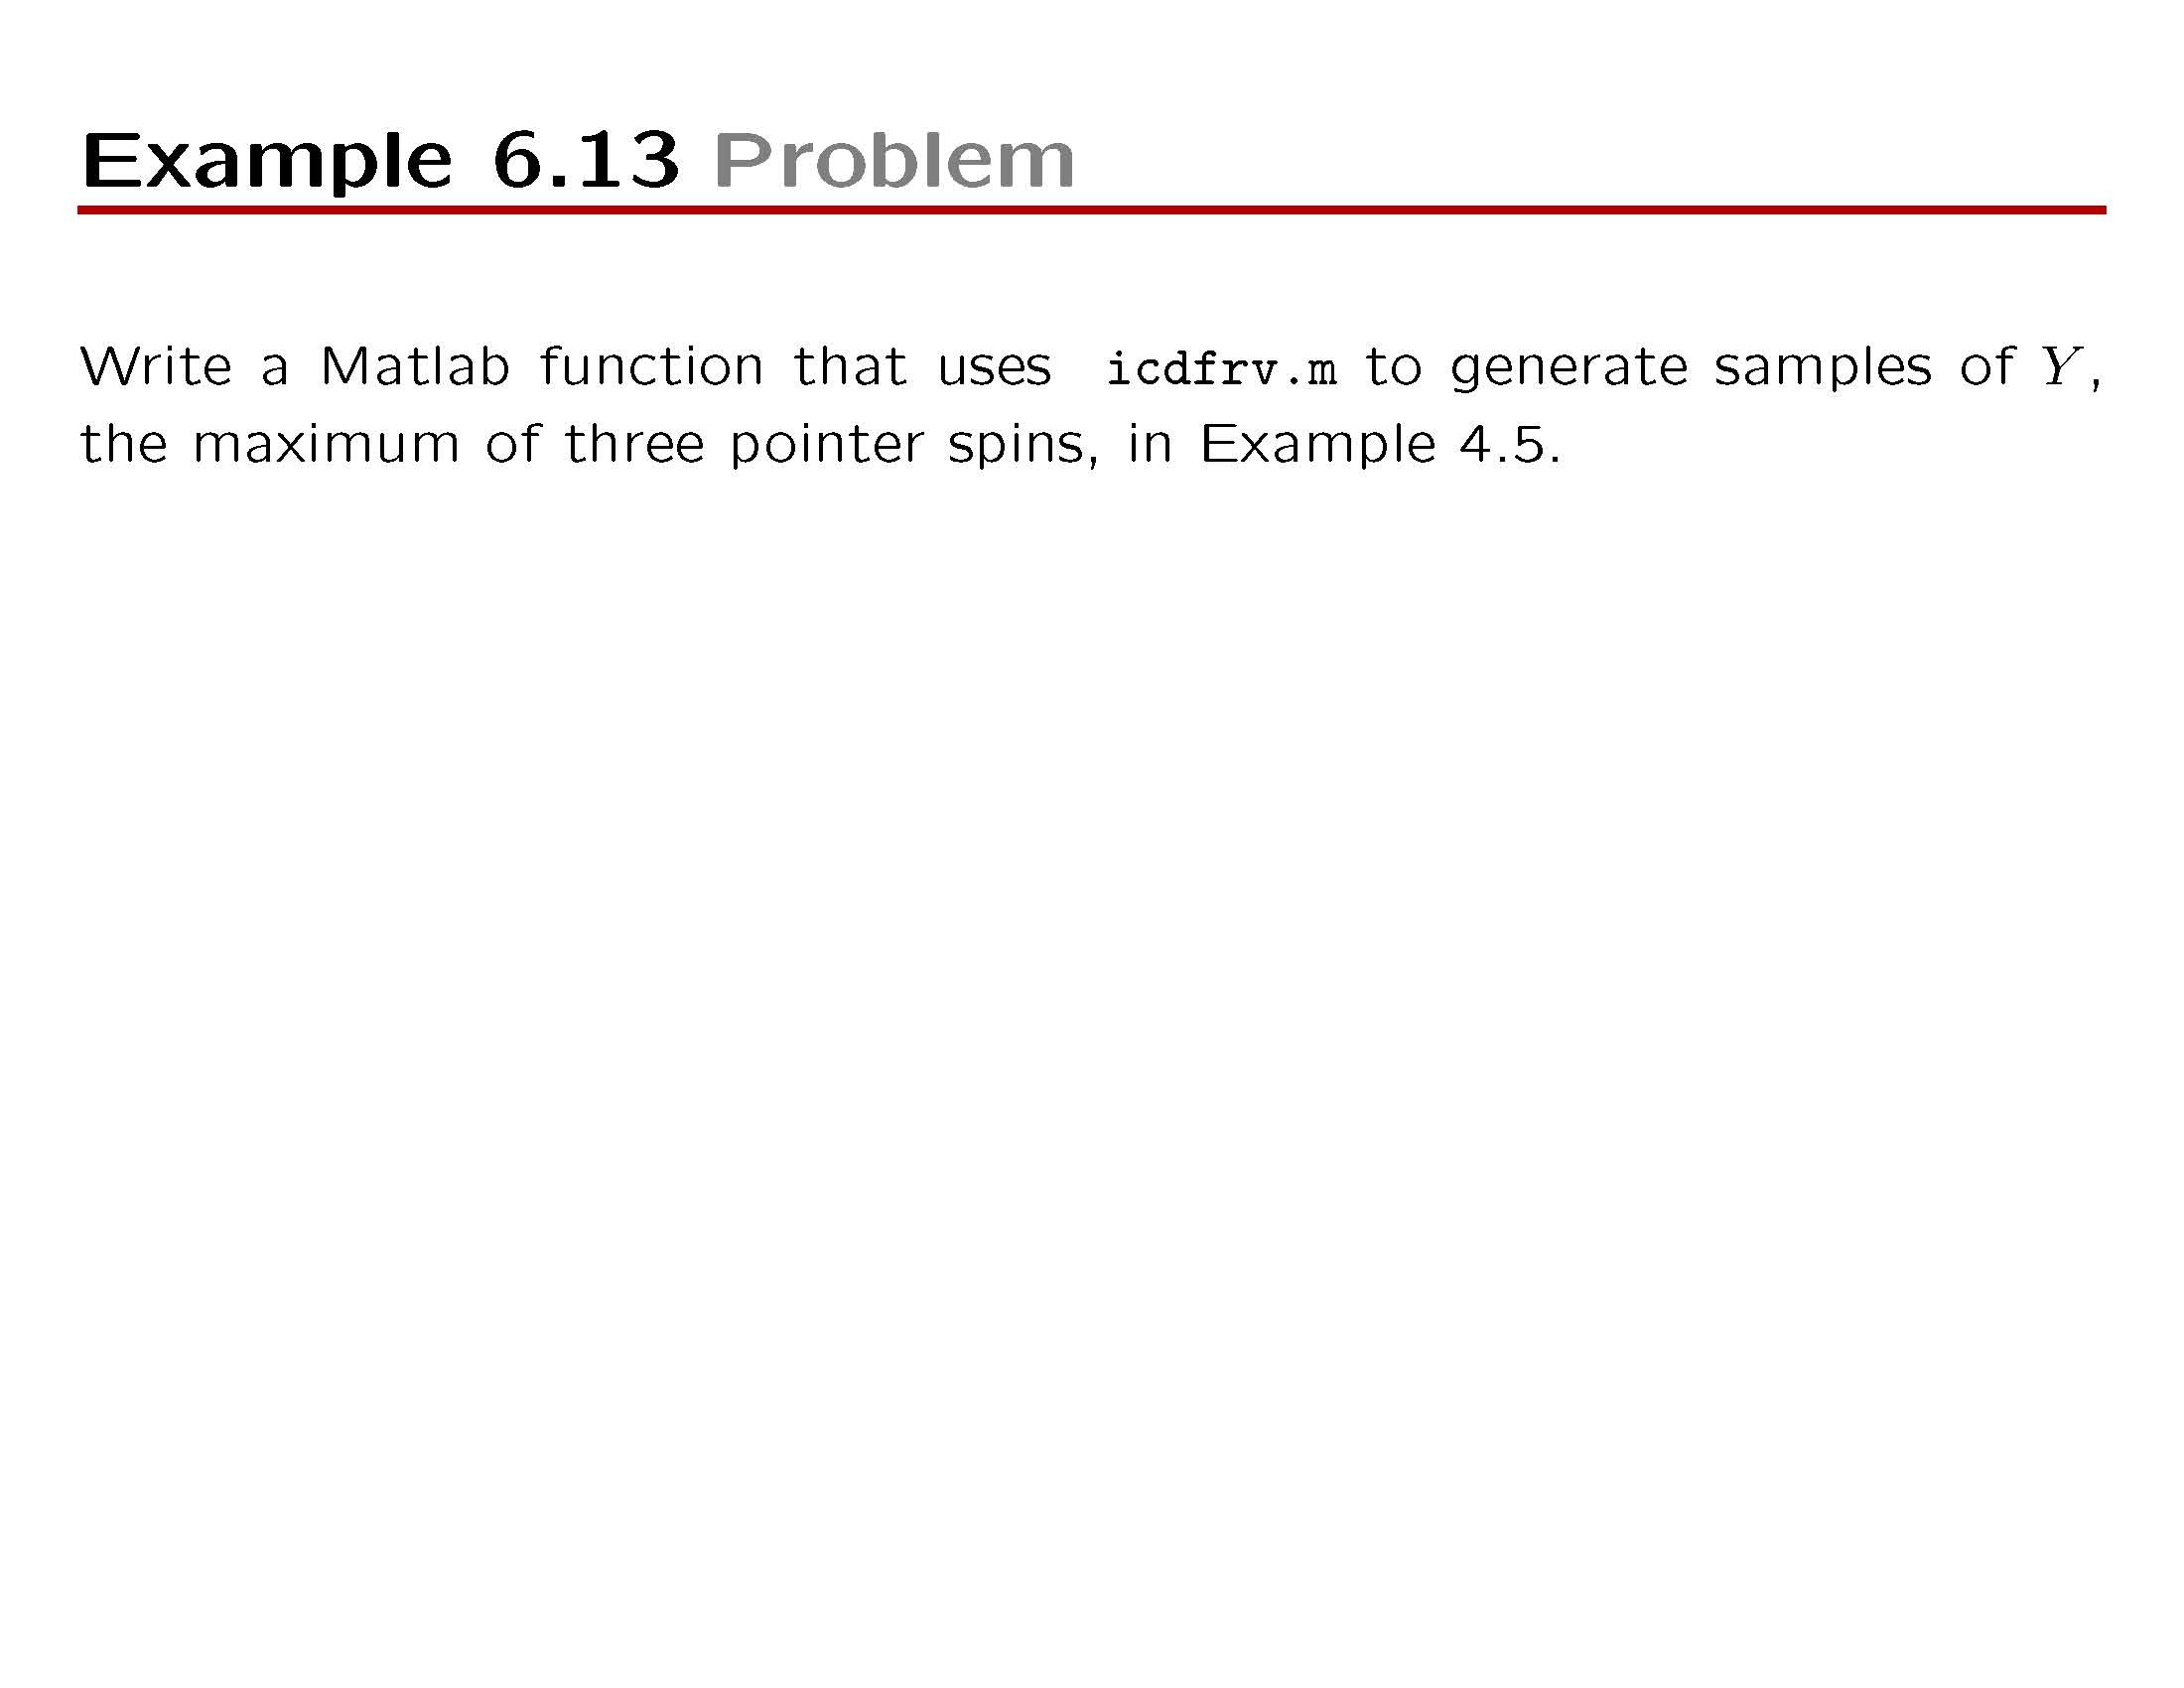 Example 6.13 Problem
Write a Matlab function that uses icdfrv.m to generate samples of Y,
the maximum of three pointer spins, in Example 4.5.